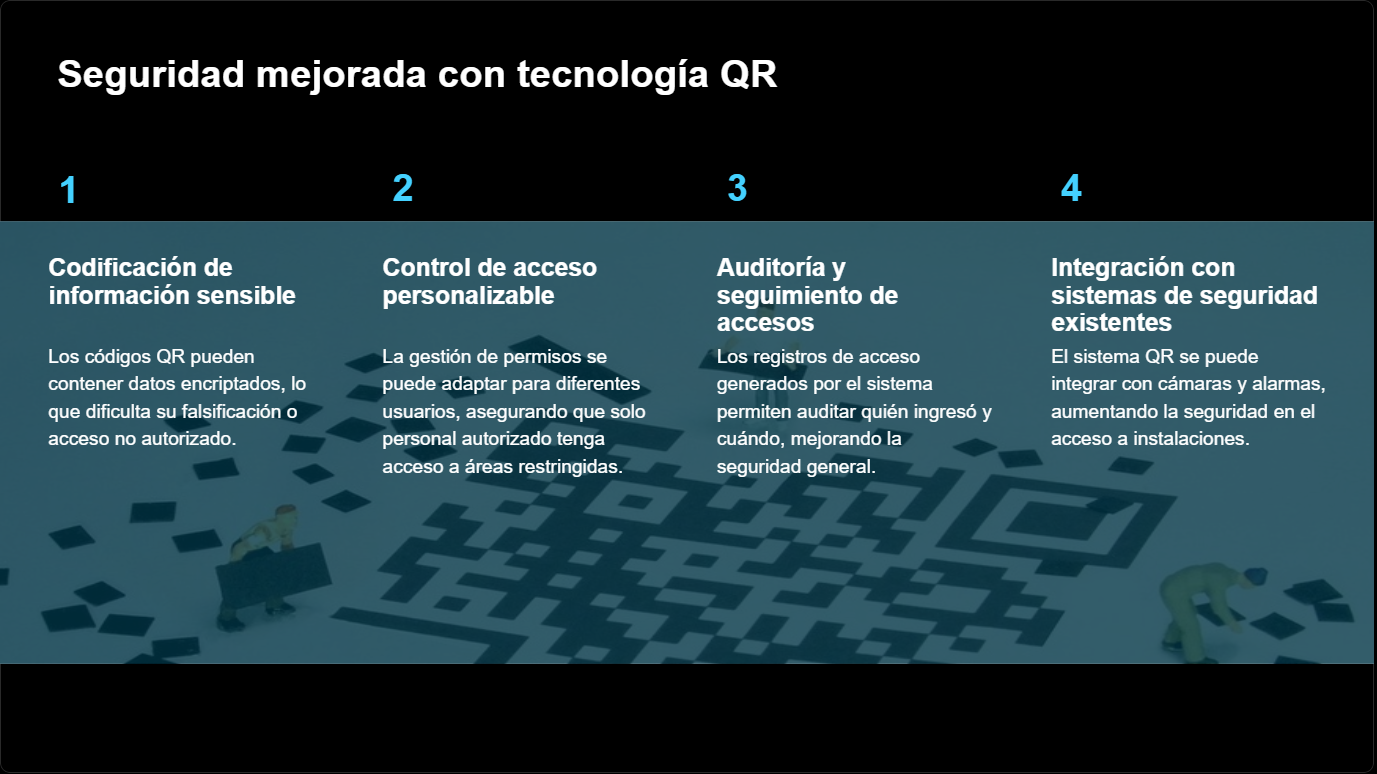 Seguridad mejorada con tecnología QR
1
2
3
4
Codificación de
información sensible
Los códigos QR pueden
contener datos encriptados, lo
que dificulta su falsificación o
acceso no autorizado.
Control de acceso
personalizable
La gestión de permisos se
puede adaptar para diferentes
usuarios, asegurando que solo
personal autorizado tenga
acceso a áreas restringidas.
Auditoría y
seguimiento de
accesos
Los registros de acceso
generados por el sistema
permiten auditar quién ingresó y
cuándo, mejorando la
seguridad general.
Integración con
sistemas de seguridad
existentes
El sistema QR se puede
integrar con cámaras y alarmas,
aumentando la seguridad en el
acceso a instalaciones.